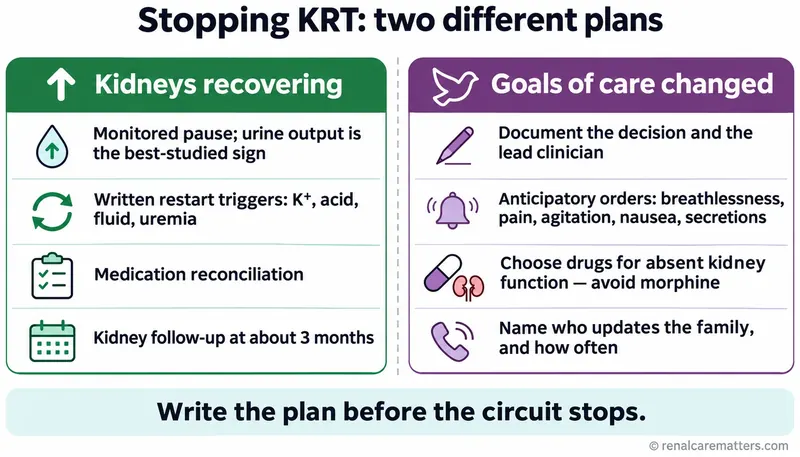 Stopping KRT: two different plans
Kidneys recovering
Monitored pause; urine output is
the best-studied sign
Written restart triggers: K⁺, acid,
fluid, uremia
Medication reconciliation
Kidney follow-up at about 3 months
Goals of care changed
Document the decision and the
lead clinician
Anticipatory orders: breathlessness,
pain, agitation, nausea, secretions
Choose drugs for absent kidney
function — avoid morphine
Name who updates the family,
and how often
Write the plan before the circuit stops.
© renalcarematters.com